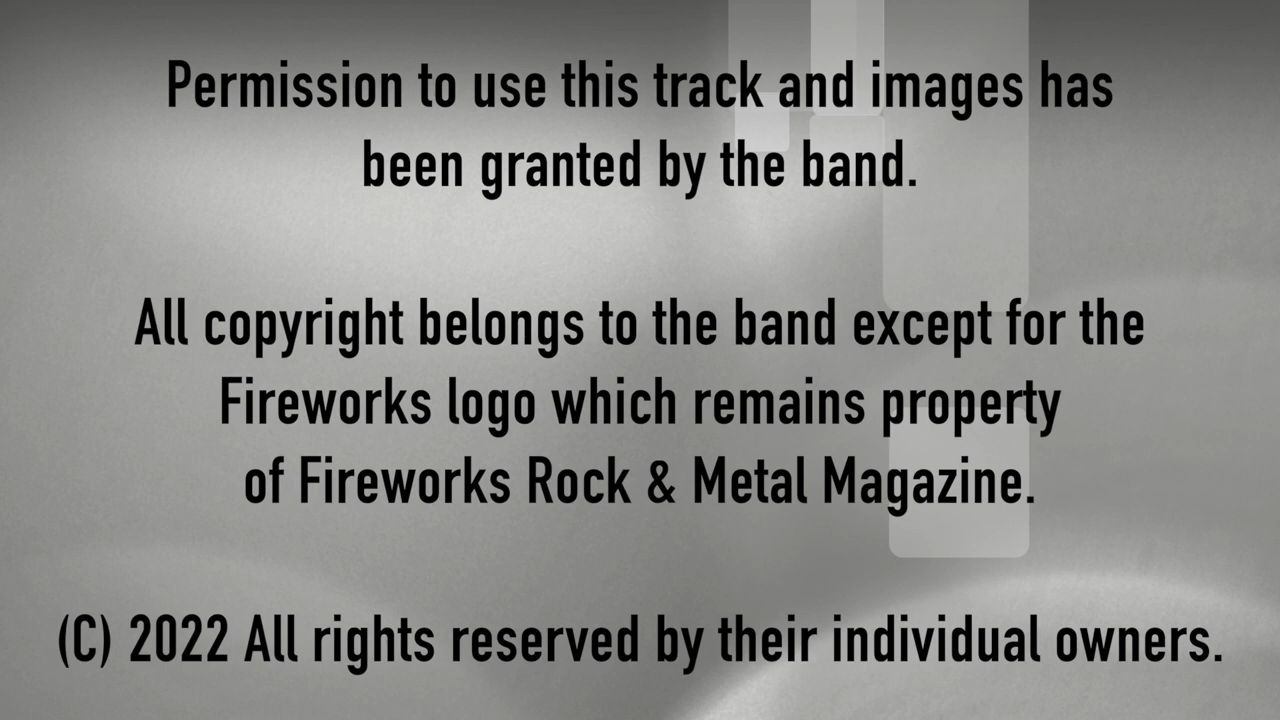 Permission to use this track and images has
been granted by the band.
All copyright belongs to the band except for the
Fireworks logo which remains property
of Fireworks Rock & Metal Magazine.
(C) 2022 All rights reserved by their individual owners.